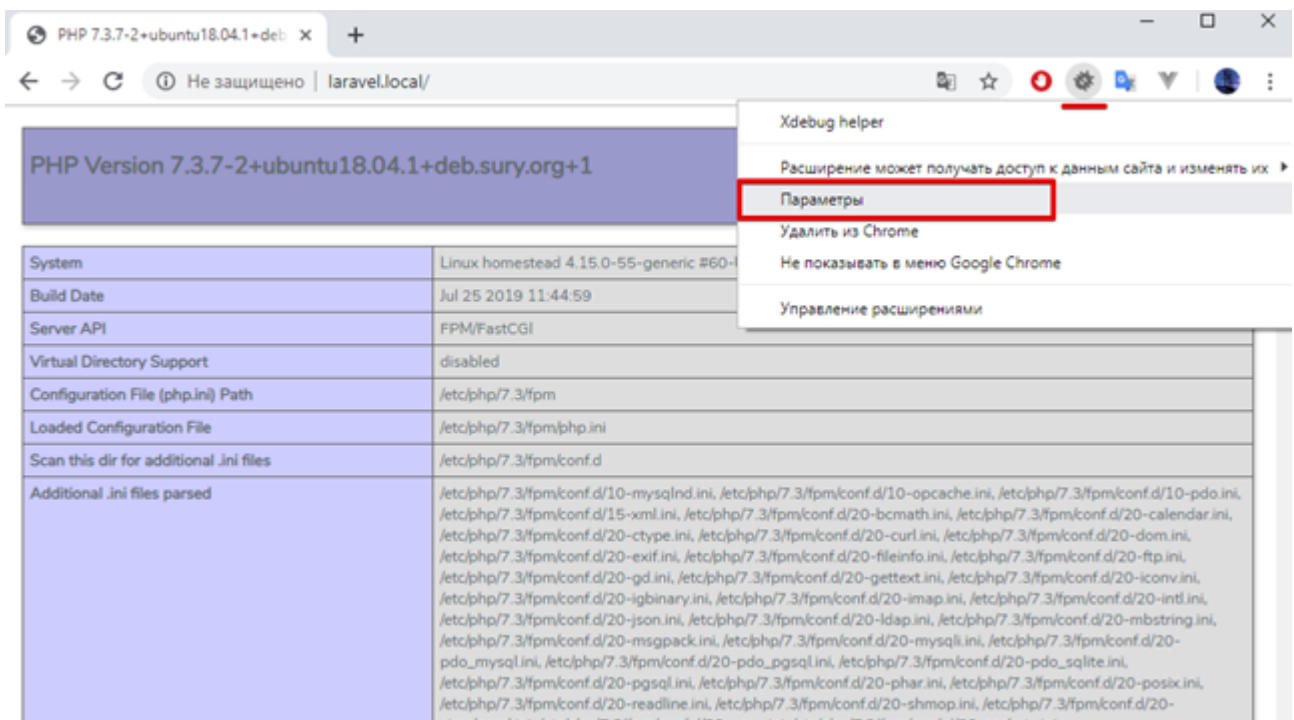 PHP 7.3.7-2+ubuntu18.04.1+deb
Не защищено | laravel.local/
Xdebug helper
Расширение может получать доступ к данным сайта и изменять их
Параметры
Удалить из Chrome
Не показывать в меню Google Chrome
Управление расширениями
PHP Version 7.3.7-2+ubuntu18.04.1+deb.sury.org+1
System Linux homestead 4.15.0-55-generic #60-
Build Date Jul 25 2019 11:44:59
Server API FPM/FastCGI
Virtual Directory Support disabled
Configuration File (php.ini) Path /etc/php/7.3/fpm
Loaded Configuration File /etc/php/7.3/fpm/php.ini
Scan this dir for additional .ini files /etc/php/7.3/fpm/conf.d
Additional .ini files parsed /etc/php/7.3/fpm/conf.d/10-mysqlnd.ini, /etc/php/7.3/fpm/conf.d/10-opcache.ini, /etc/php/7.3/fpm/conf.d/10-pdo.ini,
/etc/php/7.3/fpm/conf.d/15-xml.ini, /etc/php/7.3/fpm/conf.d/20-bcmath.ini, /etc/php/7.3/fpm/conf.d/20-calendar.ini,
/etc/php/7.3/fpm/conf.d/20-ctype.ini, /etc/php/7.3/fpm/conf.d/20-curl.ini, /etc/php/7.3/fpm/conf.d/20-dom.ini,
/etc/php/7.3/fpm/conf.d/20-exif.ini, /etc/php/7.3/fpm/conf.d/20-fileinfo.ini, /etc/php/7.3/fpm/conf.d/20-ftp.ini,
/etc/php/7.3/fpm/conf.d/20-gd.ini, /etc/php/7.3/fpm/conf.d/20-gettext.ini, /etc/php/7.3/fpm/conf.d/20-iconv.ini,
/etc/php/7.3/fpm/conf.d/20-igbinary.ini, /etc/php/7.3/fpm/conf.d/20-imap.ini, /etc/php/7.3/fpm/conf.d/20-intl.ini,
/etc/php/7.3/fpm/conf.d/20-json.ini, /etc/php/7.3/fpm/conf.d/20-ldap.ini, /etc/php/7.3/fpm/conf.d/20-mbstring.ini,
/etc/php/7.3/fpm/conf.d/20-msgpack.ini, /etc/php/7.3/fpm/conf.d/20-mysqli.ini, /etc/php/7.3/fpm/conf.d/20-
pdo_mysql.ini, /etc/php/7.3/fpm/conf.d/20-pdo_pgsql.ini, /etc/php/7.3/fpm/conf.d/20-pdo_sqlite.ini,
/etc/php/7.3/fpm/conf.d/20-pgsql.ini, /etc/php/7.3/fpm/conf.d/20-phar.ini, /etc/php/7.3/fpm/conf.d/20-posix.ini,
/etc/php/7.3/fpm/conf.d/20-readline.ini, /etc/php/7.3/fpm/conf.d/20-shmop.ini, /etc/php/7.3/fpm/conf.d/20-